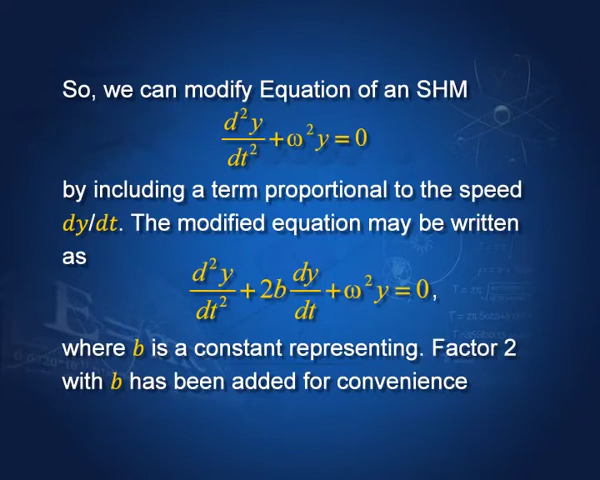 So, we can modify Equation of an SHM
d²y/dt² + ω²y = 0
by including a term proportional to the speed
dy/dt. The modified equation may be written
as
d²y/dt² + 2b dy/dt + ω²y = 0,
where b is a constant representing. Factor 2
with b has been added for convenience